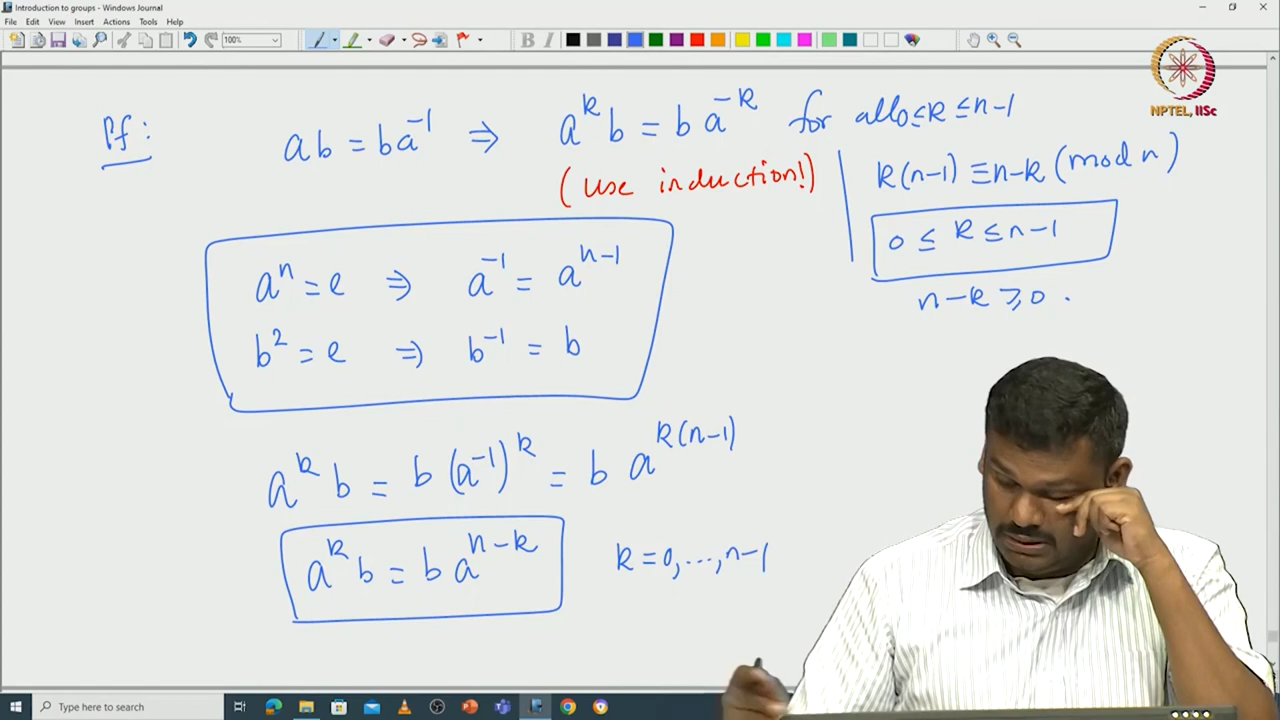 Introduction to groups - Windows Journal
File Edit View Insert Actions Tools Help
100%
B I
NPTEL, IISc
Pf: ab = ba⁻¹ ⇒ aᵏb = ba⁻ᵏ for all 0≤k≤n-1
(use induction!)
k(n-1) ≡ n-k (mod n)
0 ≤ k ≤ n-1
n-k ≥ 0.
aⁿ = e ⇒ a⁻¹ = aⁿ⁻¹
b² = e ⇒ b⁻¹ = b
aᵏb = b(a⁻¹)ᵏ = b aᵏ⁽ⁿ⁻¹⁾
aᵏb = b aⁿ⁻ᵏ k = 0,...,n-1
Type here to search